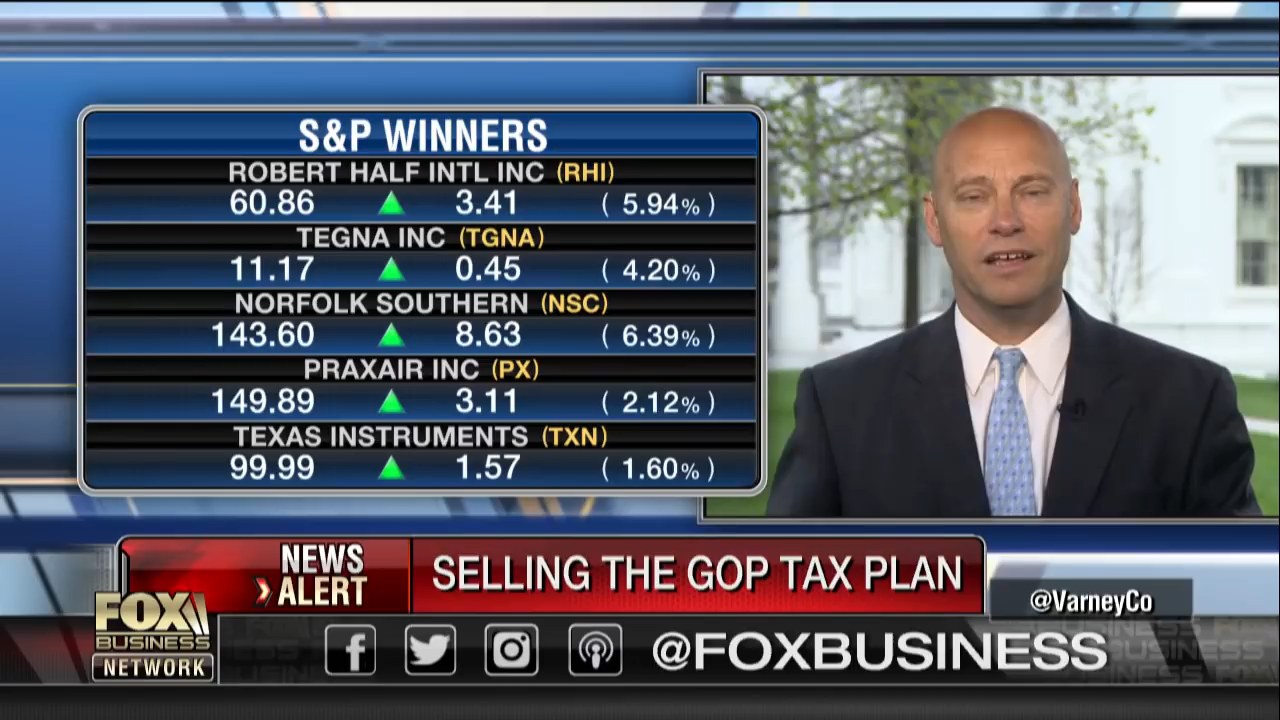 S&P WINNERS
ROBERT HALF INTL INC (RHI)
60.86 ▲ 3.41 ( 5.94% )
TEGNA INC (TGNA)
11.17 ▲ 0.45 ( 4.20% )
NORFOLK SOUTHERN (NSC)
143.60 ▲ 8.63 ( 6.39% )
PRAXAIR INC (PX)
149.89 ▲ 3.11 ( 2.12% )
TEXAS INSTRUMENTS (TXN)
99.99 ▲ 1.57 ( 1.60% )
NEWS
ALERT
SELLING THE GOP TAX PLAN
@VarneyCo
FOX
BUSINESS
NETWORK
@FOXBUSINESS